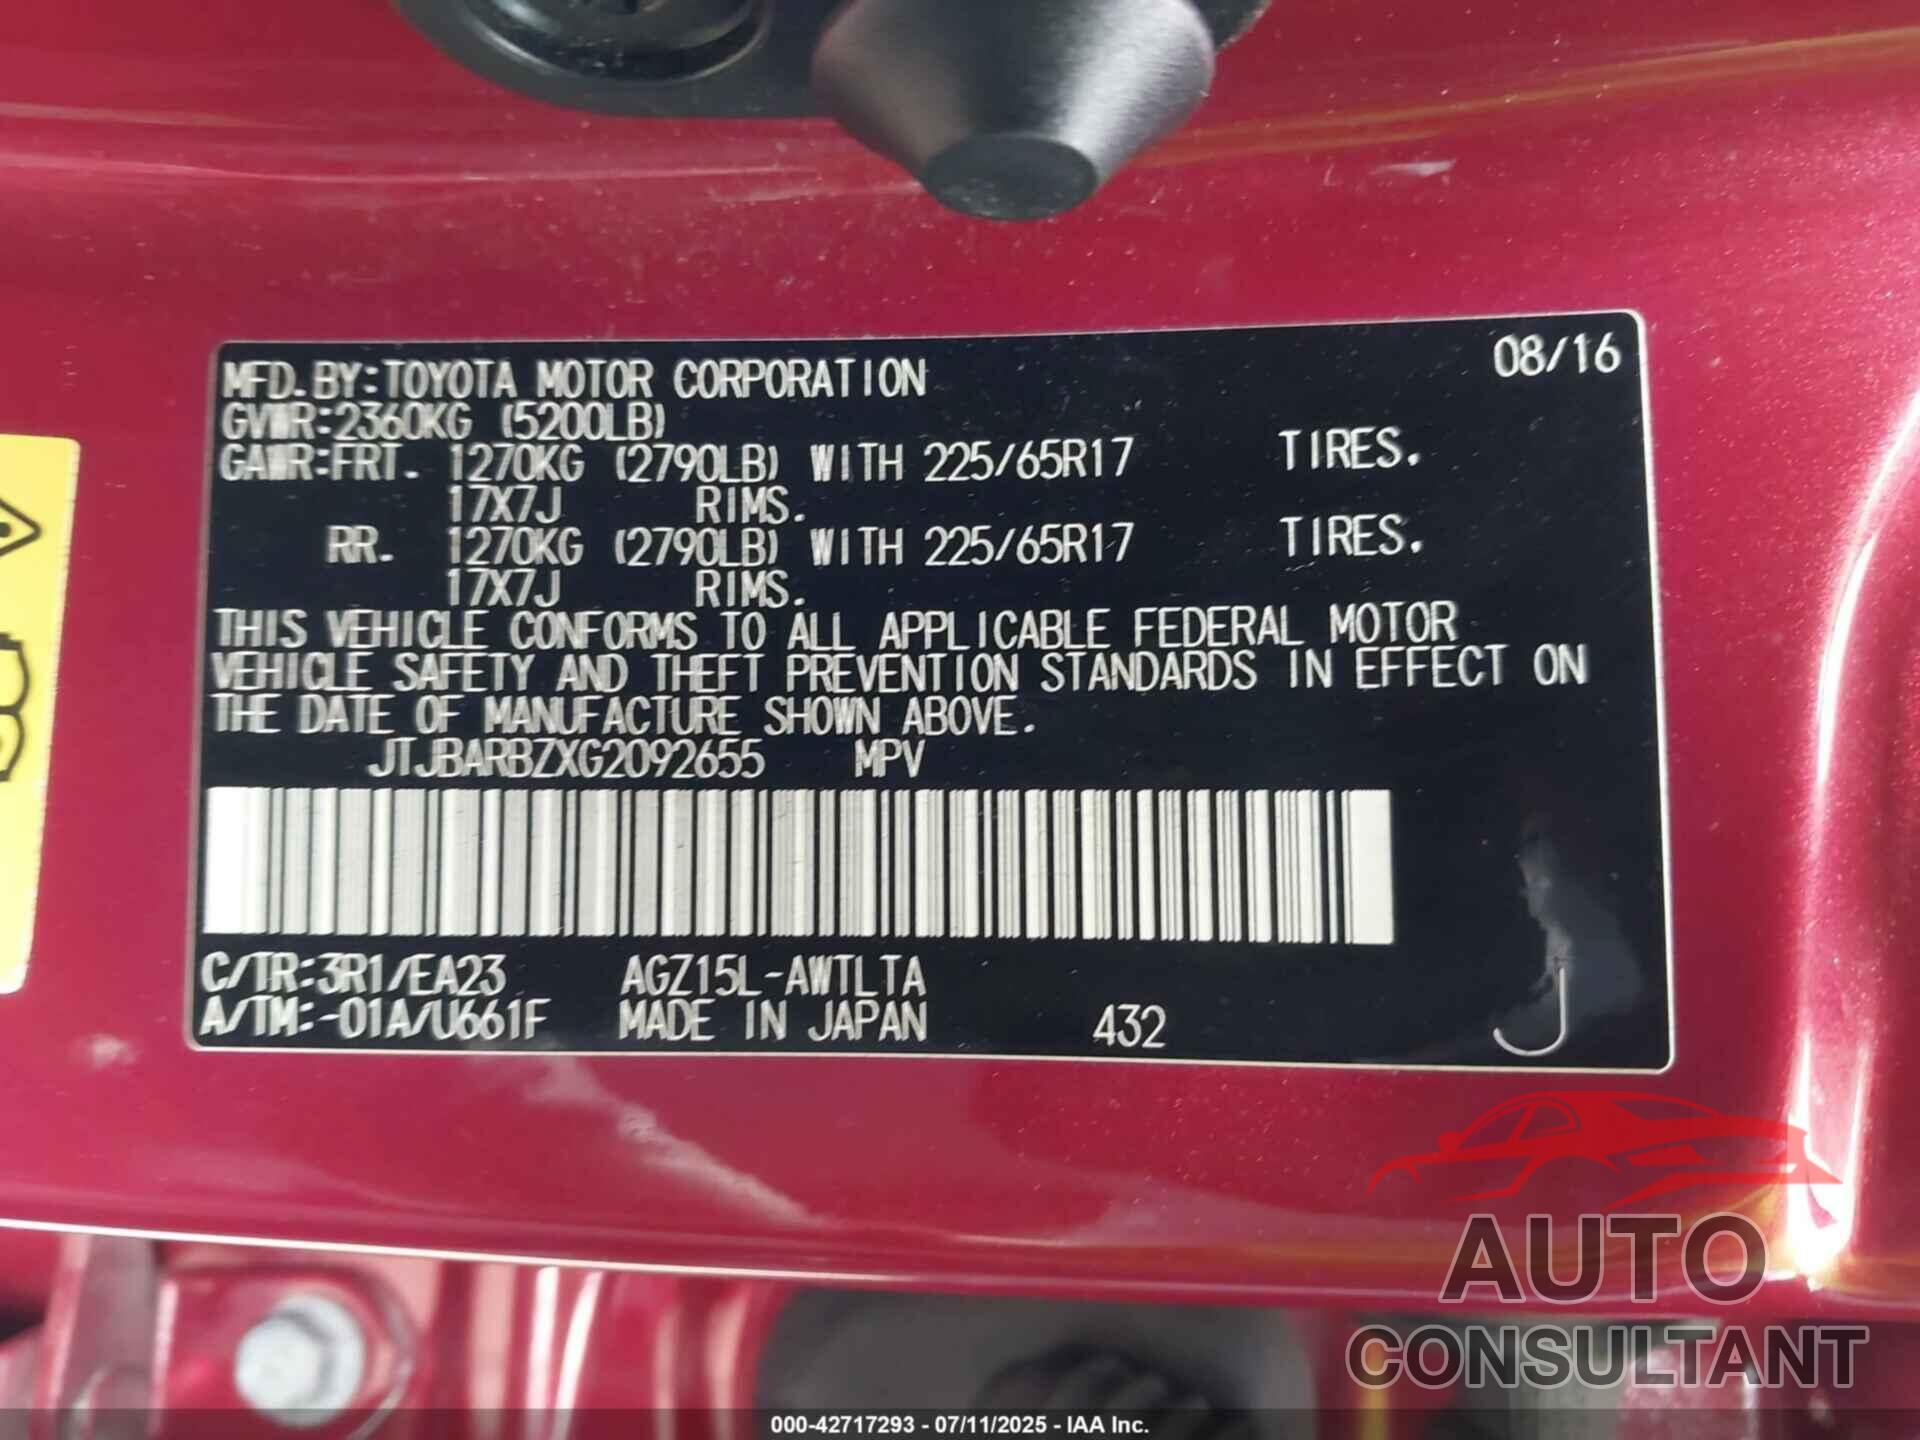 MFD.BY:TOYOTA MOTOR CORPORATION 08/16
GVWR:2360KG (5200LB)
GAWR:FRT. 1270KG (2790LB) WITH 225/65R17 TIRES.
17X7J RIMS.
RR. 1270KG (2790LB) WITH 225/65R17 TIRES.
17X7J RIMS.
THIS VEHICLE CONFORMS TO ALL APPLICABLE FEDERAL MOTOR
VEHICLE SAFETY AND THEFT PREVENTION STANDARDS IN EFFECT ON
THE DATE OF MANUFACTURE SHOWN ABOVE.
JTJBARBZXG2092655 MPV
C/TR:3R1/EA23 AGZ15L-AWTLTA
A/TM:-01A/U661F MADE IN JAPAN 432 J
AUTO
CONSULTANT
000-42717293 - 07/11/2025 - IAA Inc.